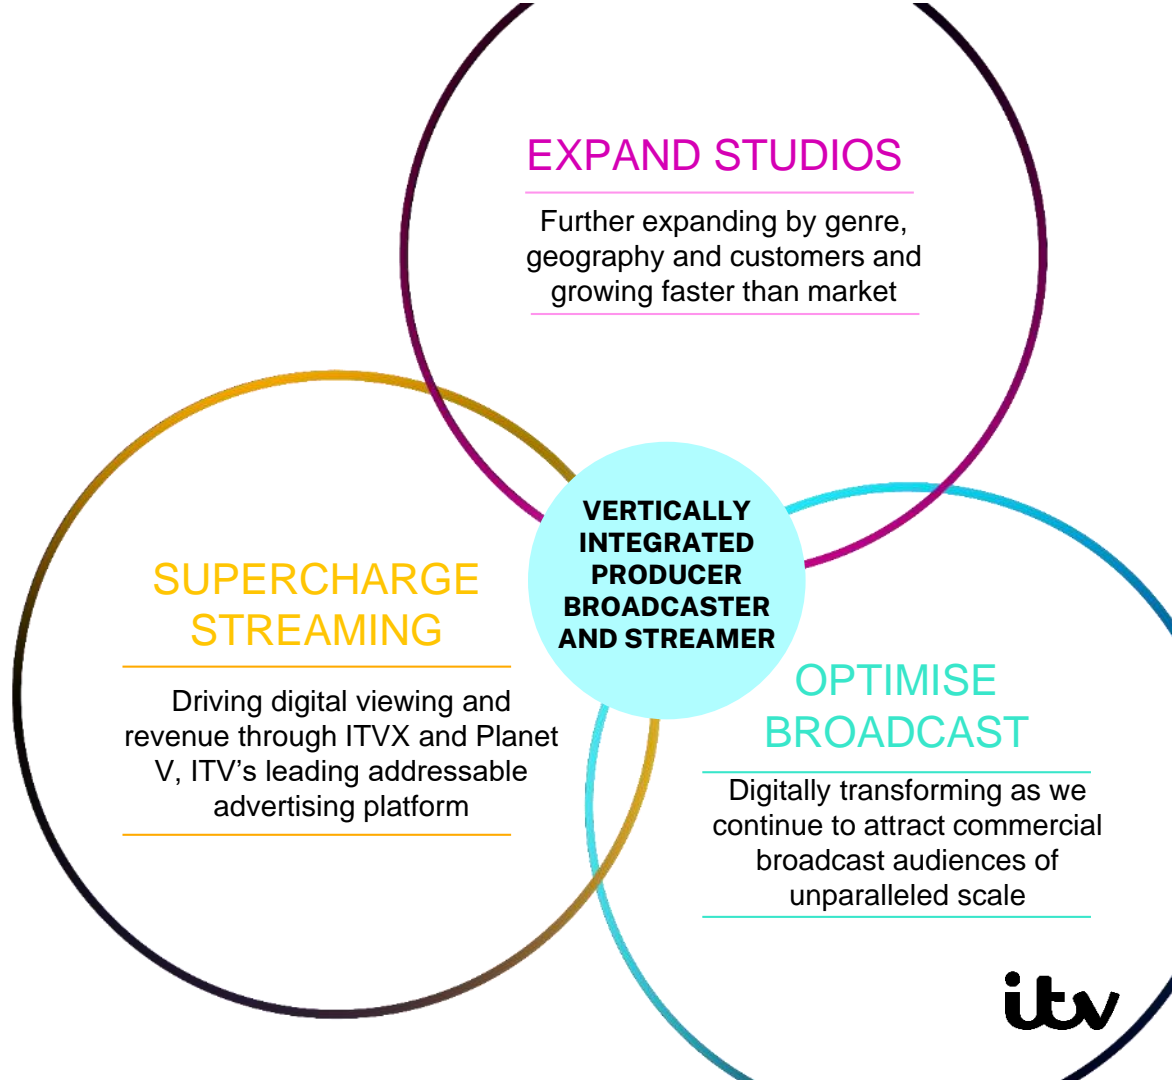 EXPAND STUDIOS
Further expanding by genre,
geography and customers and
growing faster than market
VERTICALLY
INTEGRATED
PRODUCER
BROADCASTER
AND STREAMER
SUPERCHARGE
STREAMING
Driving digital viewing and
revenue through ITVX and Planet
V, ITV’s leading addressable
advertising platform
OPTIMISE
BROADCAST
Digitally transforming as we
continue to attract commercial
broadcast audiences of
unparalleled scale
itv